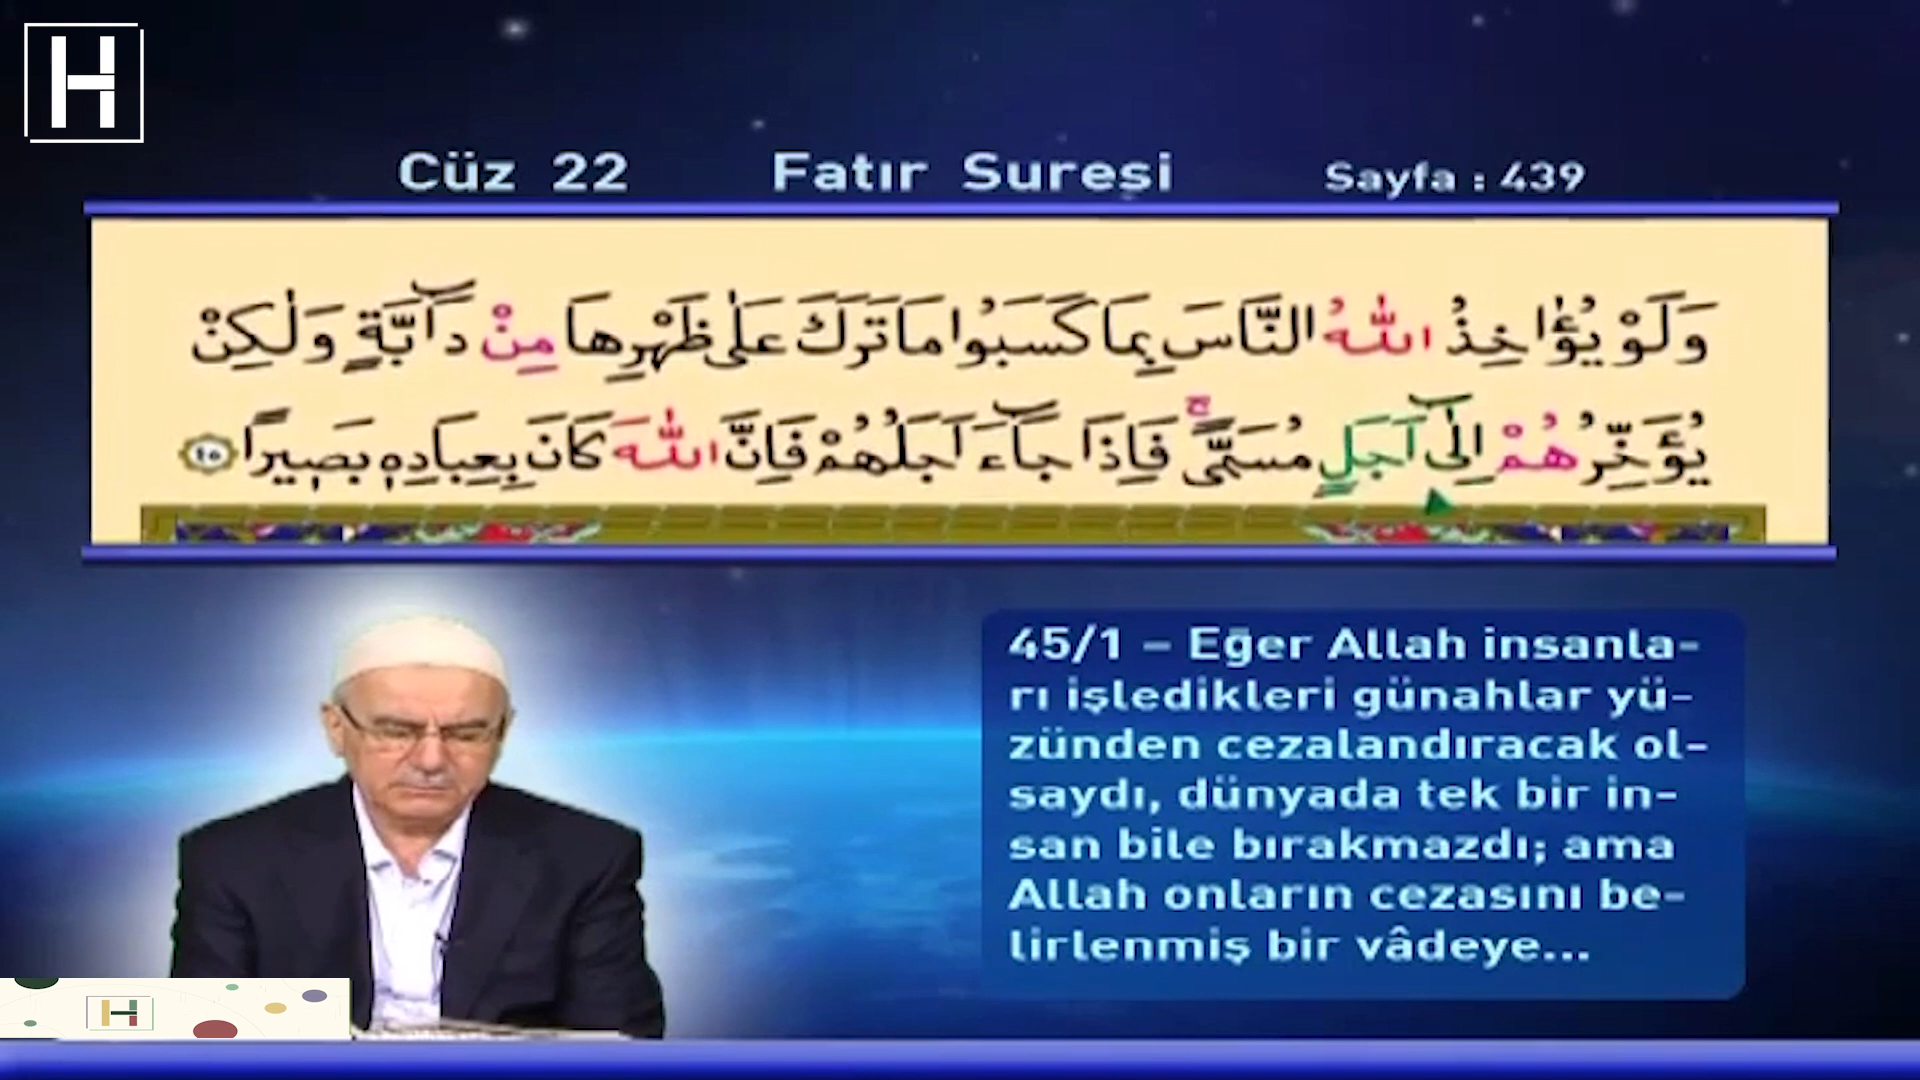 H
Cüz 22 Fatır Suresi Sayfa : 439
وَلَوْ يُؤَاخِذُ اللّٰهُ النَّاسَ بِمَا كَسَبُوا مَا تَرَكَ عَلٰى ظَهْرِهَا مِنْ دَٓابَّةٍ وَلٰكِنْ
يُؤَخِّرُهُمْ اِلٰٓى اَجَلٍ مُسَمًّىۚ فَاِذَا جَٓاءَ اَجَلُهُمْ فَاِنَّ اللّٰهَ كَانَ بِعِبَادِه۪ بَص۪يرًا ٤٥
45/1 – Eğer Allah insanla-
rı işledikleri günahlar yü-
zünden cezalandıracak ol-
saydı, dünyada tek bir in-
san bile bırakmazdı; ama
Allah onların cezasını be-
lirlenmiş bir vâdeye...
H